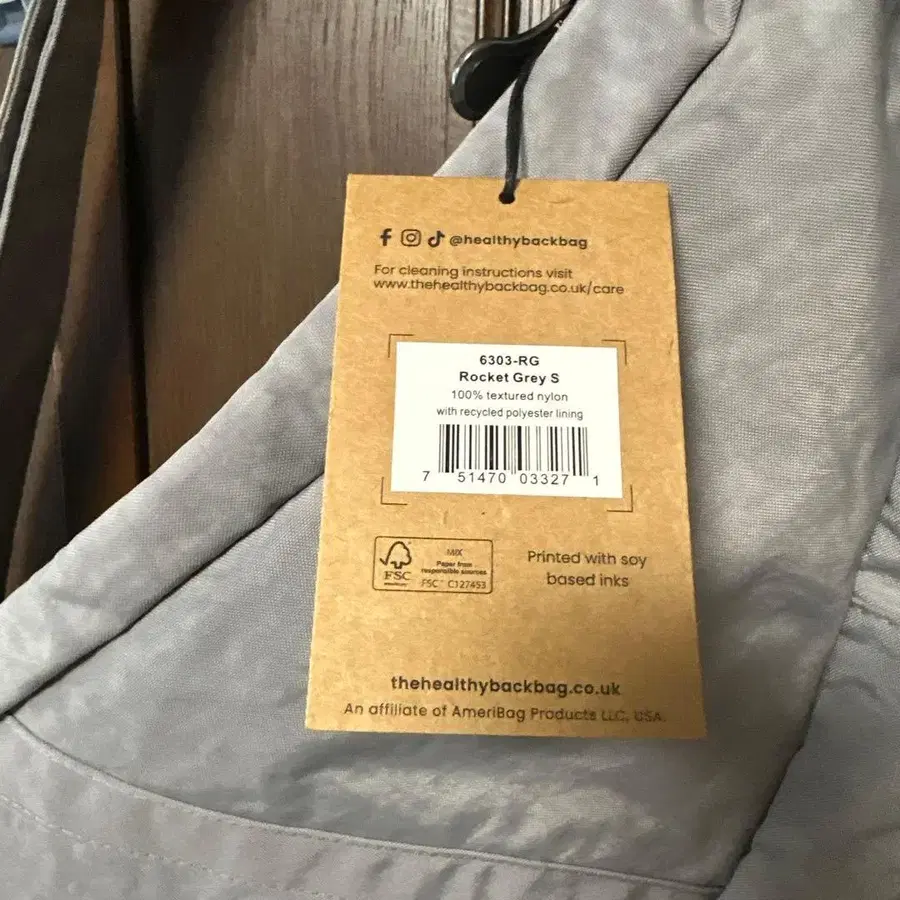 @healthybackbag
For cleaning instructions visit
www.thehealthybackbag.co.uk/care
6303-RG
Rocket Grey S
100% textured nylon
with recycled polyester lining
7 51470 03327 1
MIX
Paper from
responsible sources
FSC
FSC™ C127453
Printed with soy
based inks
thehealthybackbag.co.uk
An affiliate of AmeriBag Products LLC, USA.